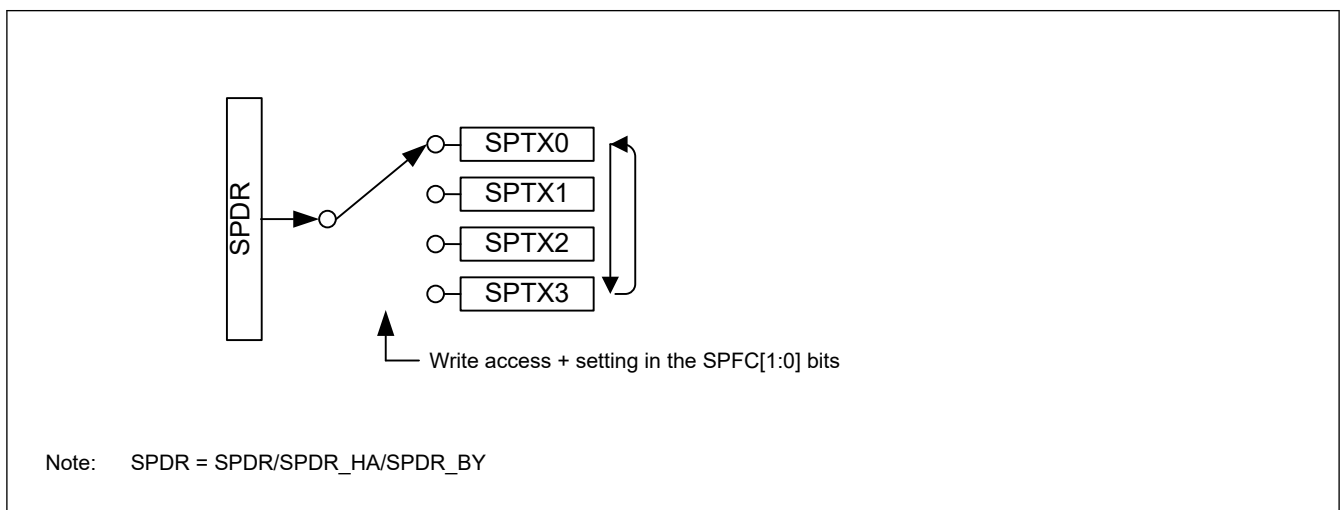 SPDR
SPTX0
SPTX1
SPTX2
SPTX3
Write access + setting in the SPFC[1:0] bits
Note: SPDR = SPDR/SPDR_HA/SPDR_BY